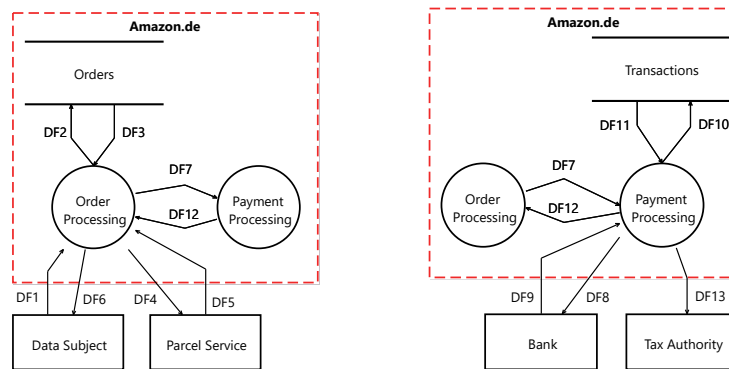 Amazon.de
Orders
DF2
DF3
DF7
Order
Processing
Payment
Processing
DF12
DF1
DF6
DF4
DF5
Data Subject
Parcel Service
Amazon.de
Transactions
DF11
DF10
DF7
Order
Processing
Payment
Processing
DF12
DF9
DF8
DF13
Bank
Tax Authority